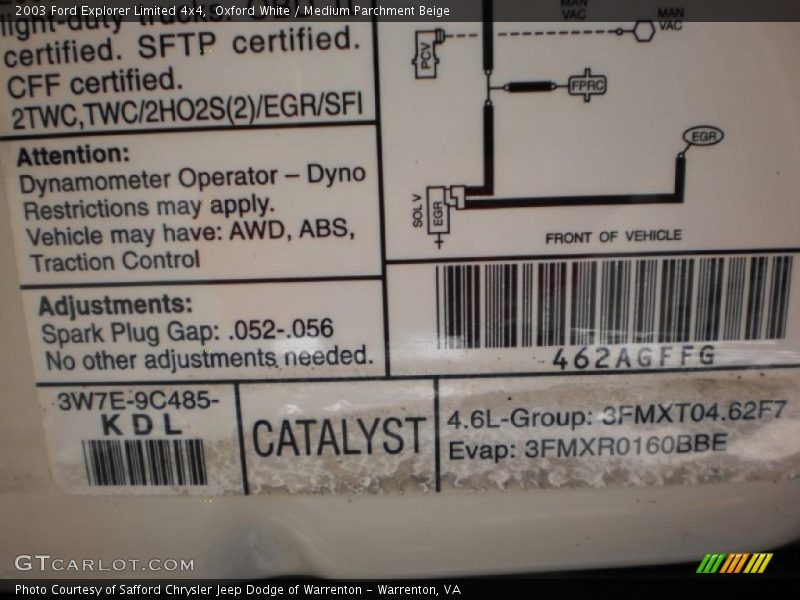 2003 Ford Explorer Limited 4x4, Oxford White / Medium Parchment Beige
light-duty trucks.
certified. SFTP certified.
CFF certified.
2TWC,TWC/2HO2S(2)/EGR/SFI
Attention:
Dynamometer Operator – Dyno
Restrictions may apply.
Vehicle may have: AWD, ABS,
Traction Control
Adjustments:
Spark Plug Gap: .052-.056
No other adjustments needed.
MAN
VAC
MAN
VAC
PCV
FPRC
EGR
SOL V
EGR
FRONT OF VEHICLE
462AGFFG
3W7E-9C485-
KDL
CATALYST
4.6L-Group: 3FMXT04.62F7
Evap: 3FMXR0160BBE
GTCARLOT.COM
Photo Courtesy of Safford Chrysler Jeep Dodge of Warrenton – Warrenton, VA